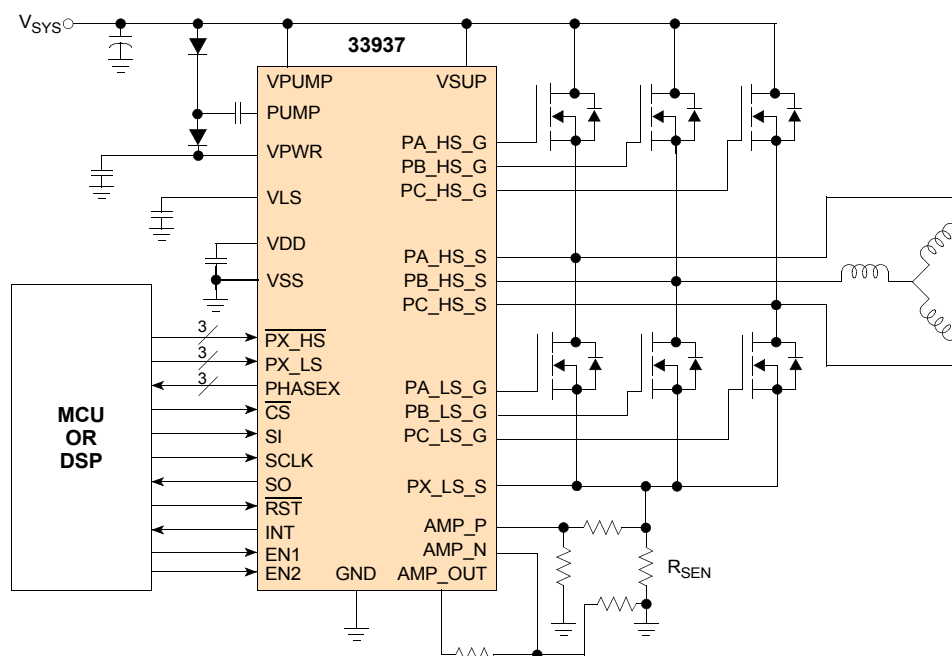 VSYS
33937
VPUMP
VSUP
PUMP
VPWR
VLS
VDD
VSS
PA_HS_G
PB_HS_G
PC_HS_G
PA_HS_S
PB_HS_S
PC_HS_S
MCU
OR
DSP
3
PX_HS
3
PX_LS
3
PHASEX
CS
SI
SCLK
SO
RST
INT
EN1
EN2
GND
PA_LS_G
PB_LS_G
PC_LS_G
PX_LS_S
AMP_P
AMP_N
AMP_OUT
RSEN